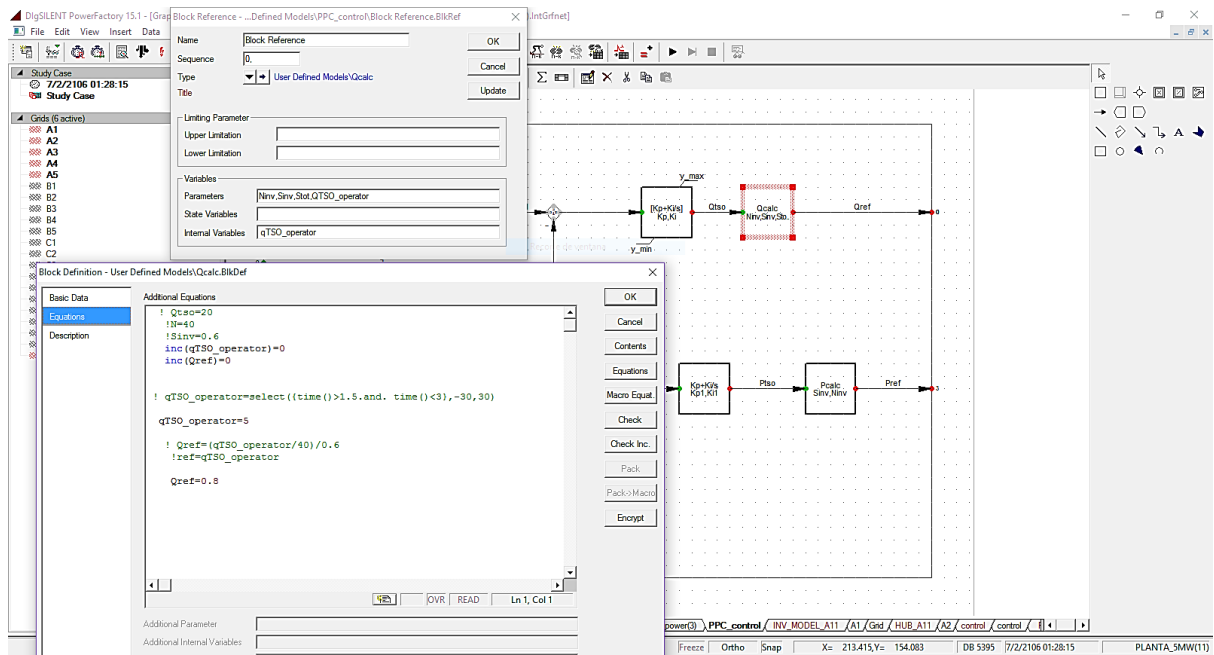 DIgSILENT PowerFactory 15.1 - [Grap
Block Reference - ...Defined Models\PPC_control\Block Reference.BlkRef
).IntGrfnet]
File Edit View Insert Data
Name Block Reference OK
Sequence 0,
Cancel
Type User Defined Models\Qcalc
Title
Update
Limiting Parameter
Upper Limitation
Lower Limitation
Variables
Parameters Ninv,Sinv,Stot,QTSO_operator
State Variables
Internal Variables qTSO_operator
Study Case
7/2/2106 01:28:15
Study Case
Grids (6 active)
A1
A2
A3
A4
A5
B1
B2
B3
B4
B5
C1
C2
y_max
[Kp+Ki/s]
Kp,Ki
Qtso
Qcalc
Ninv,Sinv,Sto.
Qref
0
-
y_min
Kp+Ki/s
Kp1,Ki1
Ptso
Pcalc
Sinv,Ninv
Pref
3
Block Definition - User Defined Models\Qcalc.BlkDef
Basic Data
Equations
Description
Additional Equations
! Qtso=20
!N=40
!Sinv=0.6
inc(qTSO_operator)=0
inc(Qref)=0
! qTSO_operator=select((time()>1.5.and. time()<3),-30,30)
qTSO_operator=5
! Qref=(qTSO_operator/40)/0.6
!ref=qTSO_operator
Qref=0.8
OVR READ Ln 1, Col 1
Additional Parameter
Additional Internal Variables
OK
Cancel
Contents
Equations
Macro Equat.
Check
Check Inc.
Pack
Pack->Macro
Encrypt
power(3) PPC_control INV_MODEL_A11 A1 Grid HUB_A11 A2 control control
Freeze Ortho Snap X= 213.415,Y= 154.083 DB 5395 7/2/2106 01:28:15 PLANTA_5MW(11)